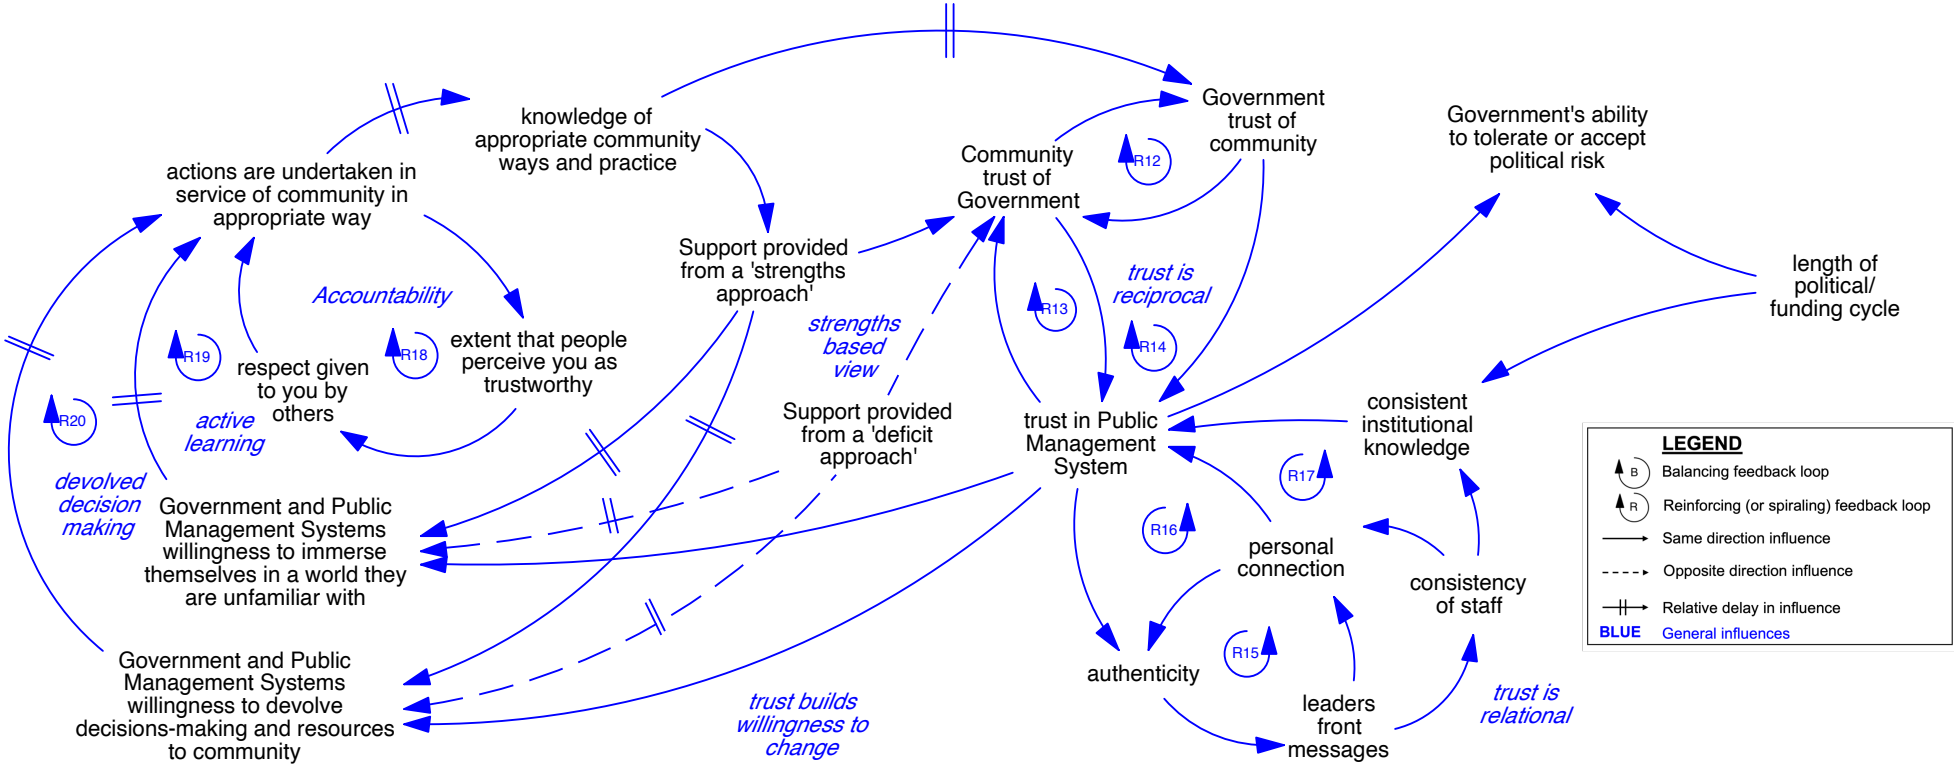 knowledge of
appropriate community
ways and practice
Government
trust of
community
Government's ability
to tolerate or accept
political risk
actions are undertaken in
service of community in
appropriate way
Community
trust of
Government
R12
Support provided
from a 'strengths
approach'
length of
political/
funding cycle
Accountability
trust is
reciprocal
R13
R14
strengths
based
view
R19
R18
extent that people
perceive you as
trustworthy
respect given
to you by
others
R20
active
learning
Support provided
from a 'deficit
approach'
trust in Public
Management
System
consistent
institutional
knowledge
R17
R16
devolved
decision
making
Government and Public
Management Systems
willingness to immerse
themselves in a world they
are unfamiliar with
personal
connection
consistency
of staff
R15
authenticity
Government and Public
Management Systems
willingness to devolve
decisions-making and resources
to community
trust builds
willingness to
change
leaders
front
messages
trust is
relational
LEGEND
B
Balancing feedback loop
R
Reinforcing (or spiraling) feedback loop
Same direction influence
Opposite direction influence
Relative delay in influence
BLUE General influences